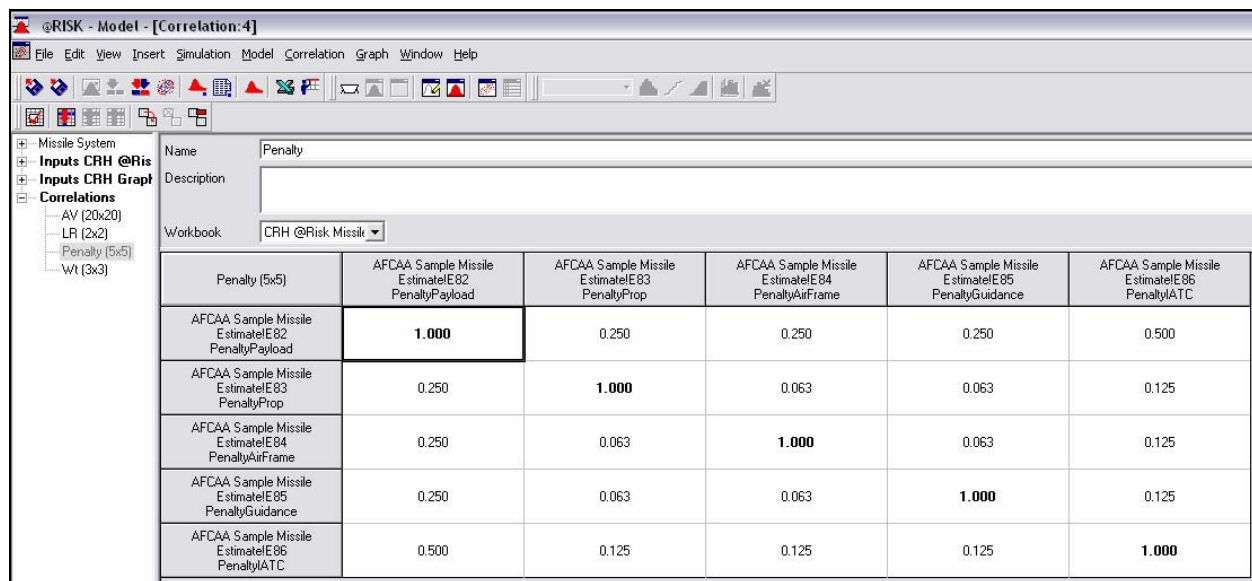 @RISK - Model - [Correlation:4]
File Edit View Insert Simulation Model Correlation Graph Window Help
Missile System
Inputs CRH @Ris
Inputs CRH Graph
Correlations
AV (20x20)
LR (2x2)
Penalty (5x5)
Wt (3x3)
Name Penalty
Description
Workbook CRH @Risk Missile
Penalty (5x5)
AFCAA Sample Missile
Estimate!E82
PenaltyPayload
AFCAA Sample Missile
Estimate!E83
PenaltyProp
AFCAA Sample Missile
Estimate!E84
PenaltyAirFrame
AFCAA Sample Missile
Estimate!E85
PenaltyGuidance
AFCAA Sample Missile
Estimate!E86
PenaltyIATC
AFCAA Sample Missile
Estimate!E82
PenaltyPayload
1.000 0.250 0.250 0.250 0.500
AFCAA Sample Missile
Estimate!E83
PenaltyProp
0.250 1.000 0.063 0.063 0.125
AFCAA Sample Missile
Estimate!E84
PenaltyAirFrame
0.250 0.063 1.000 0.063 0.125
AFCAA Sample Missile
Estimate!E85
PenaltyGuidance
0.250 0.063 0.063 1.000 0.125
AFCAA Sample Missile
Estimate!E86
PenaltyIATC
0.500 0.125 0.125 0.125 1.000